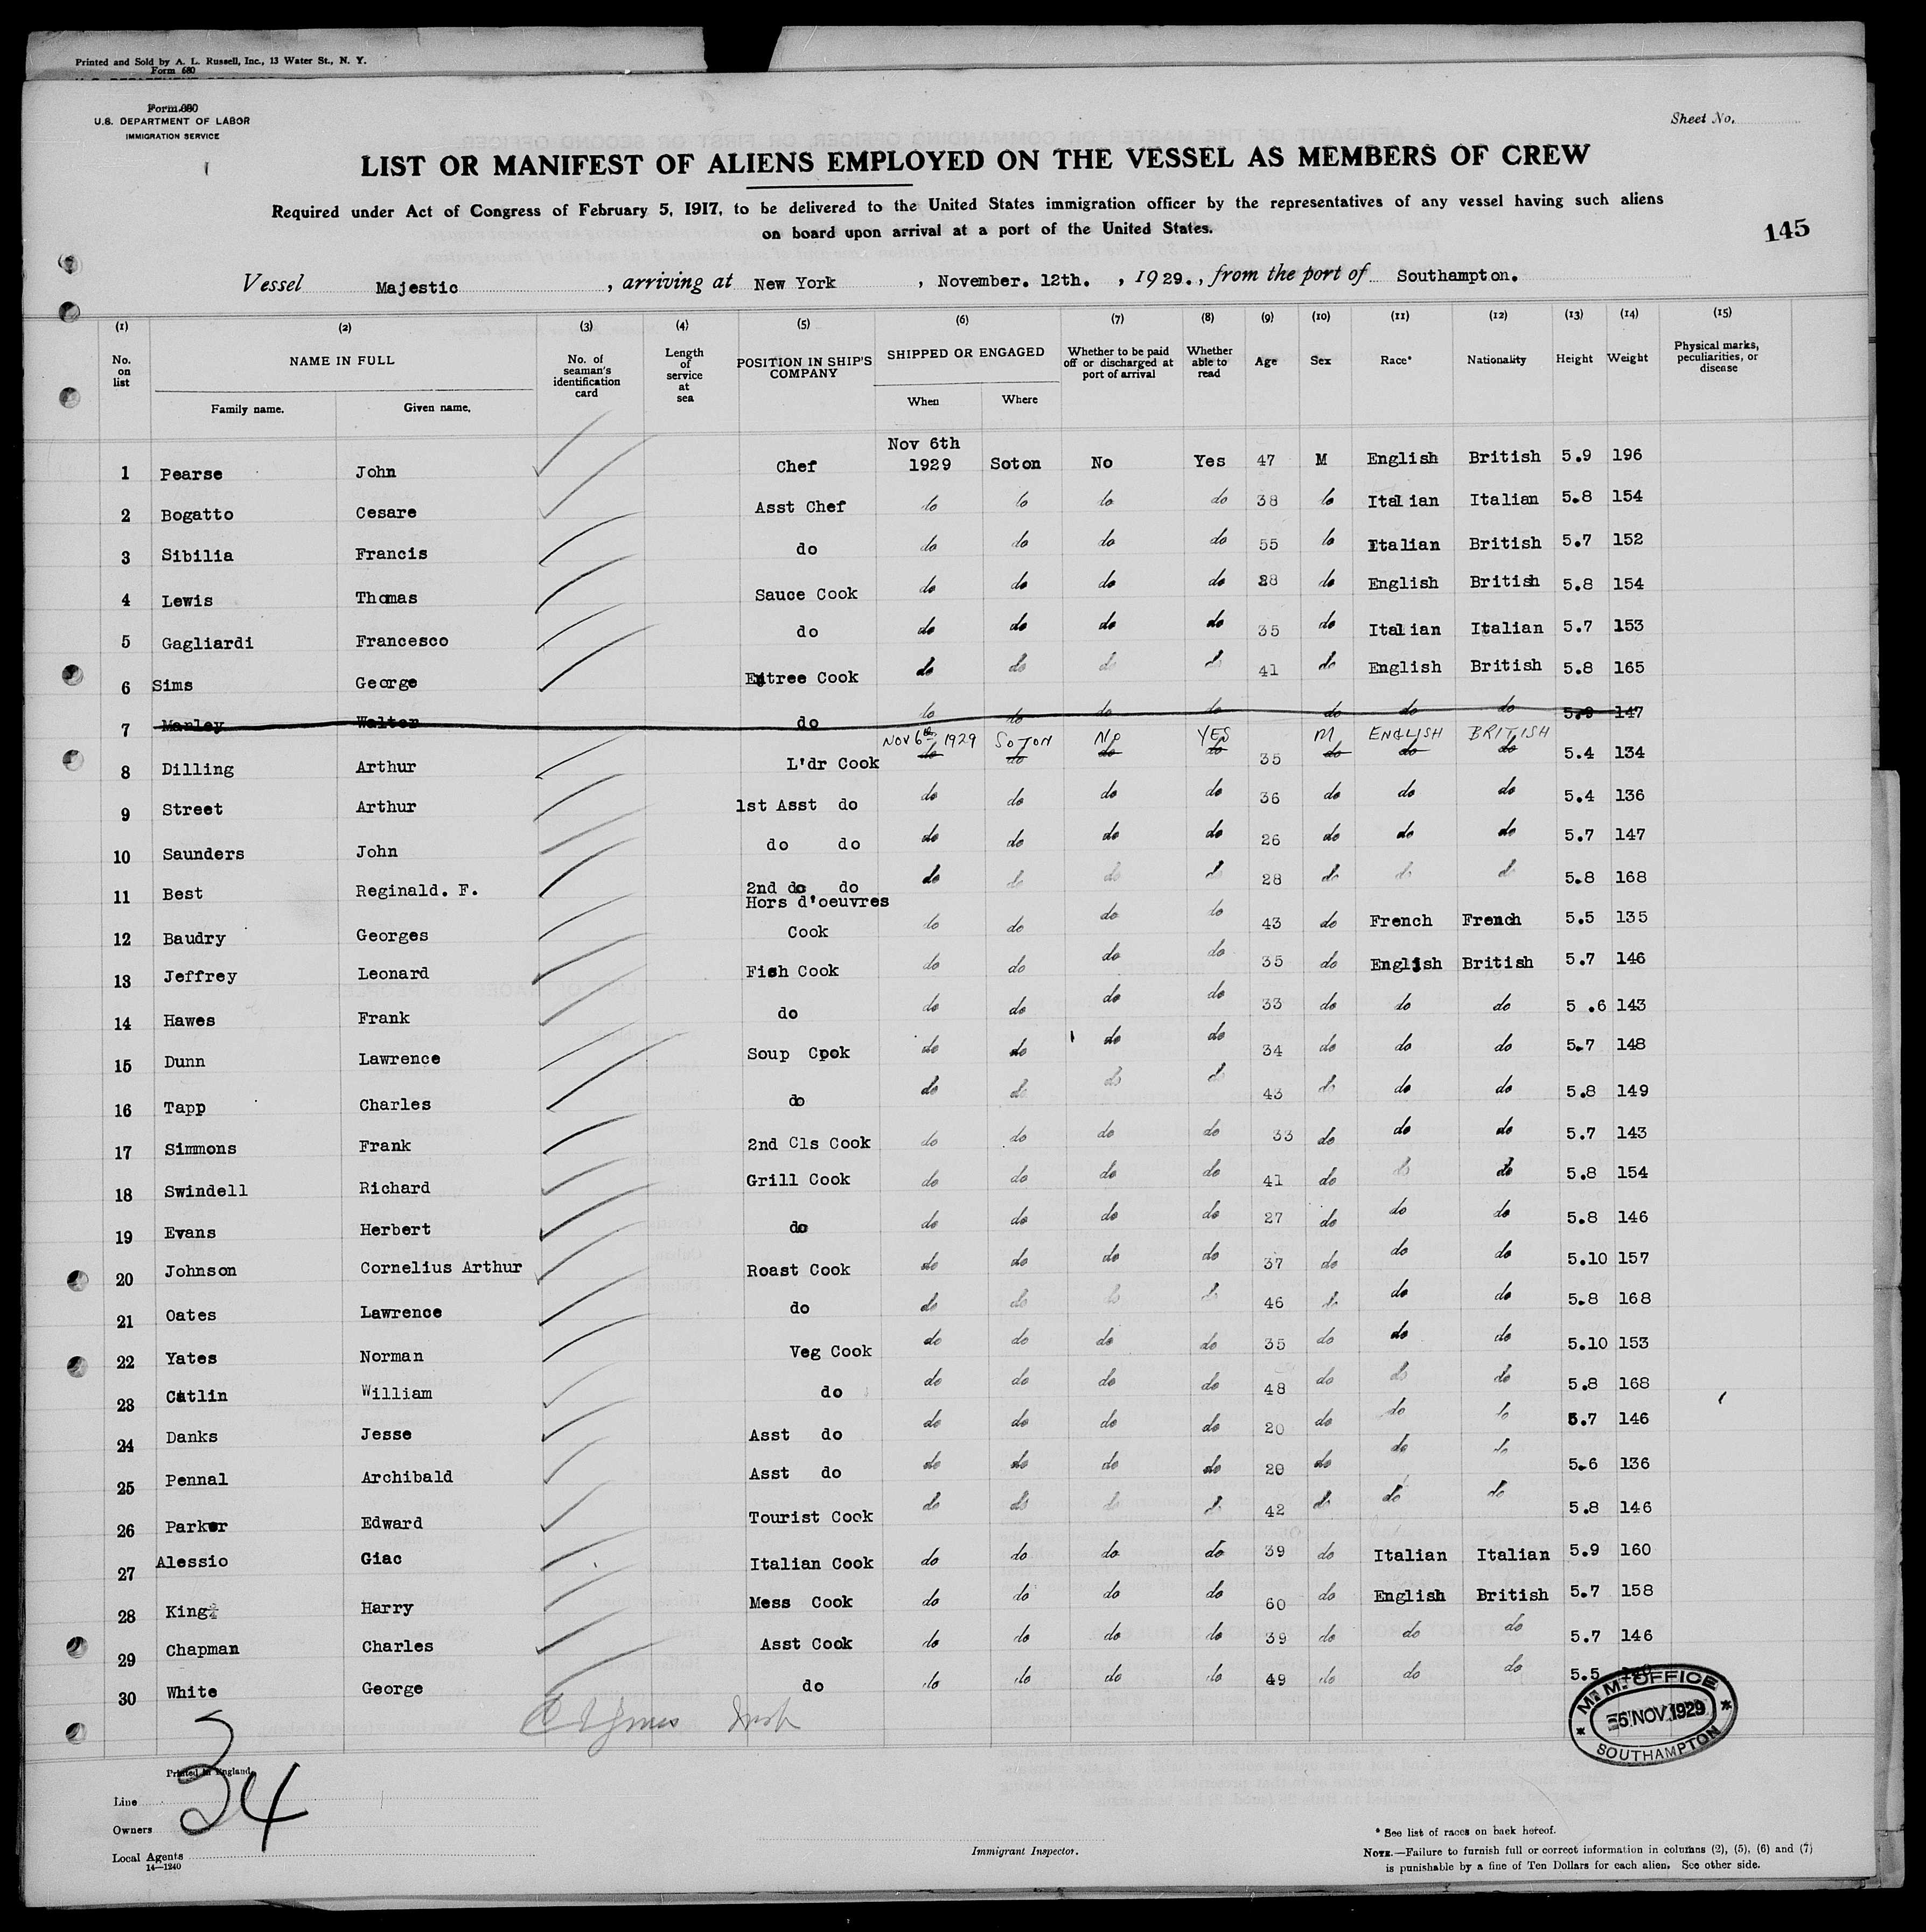 Printed and Sold by A. L. Russell, Inc., 13 Water St., N. Y.
Form 680
Form 680
U.S. DEPARTMENT OF LABOR
IMMIGRATION SERVICE
Sheet No.
LIST OR MANIFEST OF ALIENS EMPLOYED ON THE VESSEL AS MEMBERS OF CREW
Required under Act of Congress of February 5, 1917, to be delivered to the United States immigration officer by the representatives of any vessel having such aliens
on board upon arrival at a port of the United States.
145
Vessel Majestic , arriving at New York , November. 12th. , 1929., from the port of Southampton.
(1) (2) (3) (4) (5) (6) (7) (8) (9) (10) (11) (12) (13) (14) (15)
No. on list NAME IN FULL Family name. Given name. No. of seaman's identification card Length of service at sea POSITION IN SHIP'S COMPANY SHIPPED OR ENGAGED When Where Whether to be paid off or discharged at port of arrival Whether able to read Age Sex Race* Nationality Height Weight Physical marks, peculiarities, or disease
1 Pearse John Chef Nov 6th 1929 Soton No Yes 47 M English British 5.9 196
2 Bogatto Cesare Asst Chef do do do do 38 do Italian Italian 5.8 154
3 Sibilia Francis do do do do do 55 do Italian British 5.7 152
4 Lewis Thomas Sauce Cook do do do do 28 do English British 5.8 154
5 Gagliardi Francesco do do do do do 35 do Italian Italian 5.7 153
6 Sims George Entree Cook do do do do 41 do English British 5.8 165
7 Manley Walter do do do do do do do do 5.9 147
NOV 6th 1929 SOTON NO YES M ENGLISH BRITISH
8 Dilling Arthur L'dr Cook do do do do 35 do do do 5.4 134
9 Street Arthur 1st Asst do do do do do 36 do do do 5.4 136
10 Saunders John do do do do do do 26 do do do 5.7 147
11 Best Reginald. F. 2nd do do do do do do 28 do do do 5.8 168
12 Baudry Georges Hors d'oeuvres Cook do do do do 43 do French French 5.5 135
13 Jeffrey Leonard Fish Cook do do do do 35 do English British 5.7 146
14 Hawes Frank do do do do do 33 do do do 5 .6 143
15 Dunn Lawrence Soup Cook do do do do 34 do do do 5.7 148
16 Tapp Charles do do do do do 43 do do do 5.8 149
17 Simmons Frank 2nd Cls Cook do do do do 33 do do do 5.7 143
18 Swindell Richard Grill Cook do do do do 41 do do do 5.8 154
19 Evans Herbert do do do do do 27 do do do 5.8 146
20 Johnson Cornelius Arthur Roast Cook do do do do 37 do do do 5.10 157
21 Oates Lawrence do do do do do 46 do do do 5.8 168
22 Yates Norman Veg Cook do do do do 35 do do do 5.10 153
23 Catlin William do do do do do 48 do do do 5.8 168
24 Danks Jesse Asst do do do do do 20 do do do 5.7 146
25 Pennal Archibald Asst do do do do do 20 do do do 5.6 136
26 Parker Edward Tourist Cook do do do do 42 do do do 5.8 146
27 Alessio Giac Italian Cook do do do do 39 do Italian Italian 5.9 160
28 King Harry Mess Cook do do do do 60 do English British 5.7 158
29 Chapman Charles Asst Cook do do do do 39 do do do 5.7 146
30 White George do do do do do 49 do do do 5.5
Mr. M. OFFICE
5 NOV. 1929
SOUTHAMPTON
34
Printed in England
Line
Owners
Local Agents
14—1240
Immigrant Inspector.
* See list of races on back hereof.
NOTE.—Failure to furnish full or correct information in columns (2), (5), (6) and (7)
is punishable by a fine of Ten Dollars for each alien. See other side.